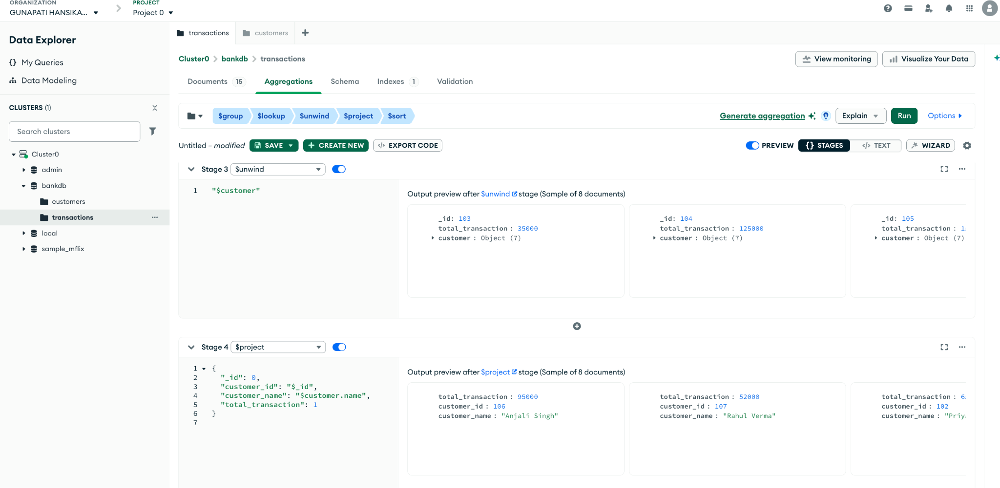 ORGANIZATION
GUNAPATI HANSIKA...
PROJECT
Project 0
Data Explorer
My Queries
Data Modeling
CLUSTERS (1)
Search clusters
Cluster0
admin
bankdb
customers
transactions
local
sample_mflix
transactions
customers
Cluster0 > bankdb > transactions
View monitoring
Visualize Your Data
Documents 15
Aggregations
Schema
Indexes 1
Validation
$group $lookup $unwind $project $sort
Generate aggregation
Explain
Run
Options
Untitled – modified
SAVE
CREATE NEW
EXPORT CODE
PREVIEW
{} STAGES
</> TEXT
WIZARD
Stage 3 $unwind
1 "$customer"
Output preview after $unwind stage (Sample of 8 documents)
_id: 103
total_transaction : 35000
customer : Object (7)
_id: 104
total_transaction : 125000
customer : Object (7)
_id: 105
total_transaction : 1
customer : Object (7)
Stage 4 $project
1 {
2 "_id": 0,
3 "customer_id": "$_id",
4 "customer_name": "$customer.name",
5 "total_transaction": 1
6 }
7
Output preview after $project stage (Sample of 8 documents)
total_transaction : 95000
customer_id : 106
customer_name : "Anjali Singh"
total_transaction : 52000
customer_id : 107
customer_name : "Rahul Verma"
total_transaction : 6
customer_id : 102
customer_name : "Priy